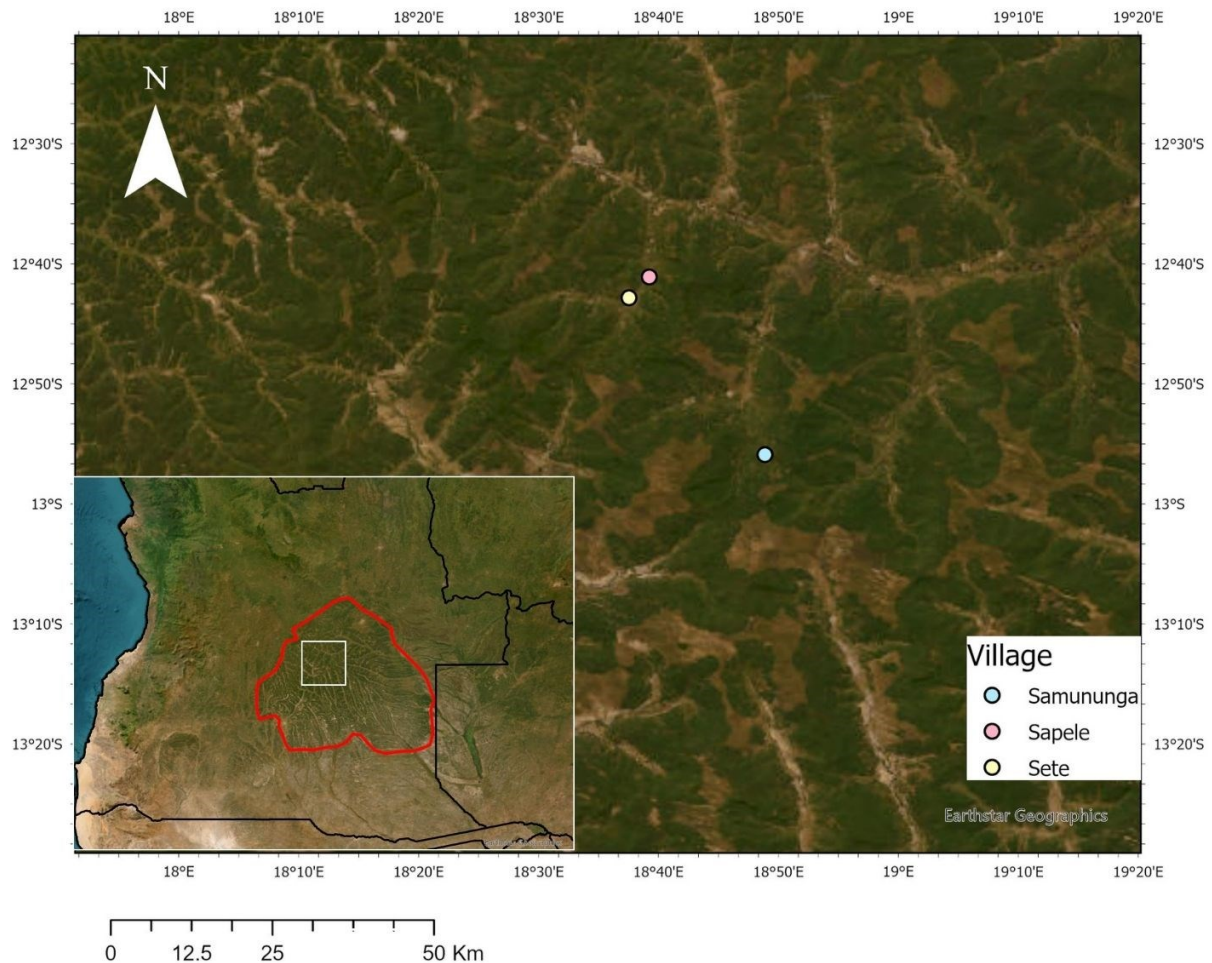 18°E 18°10'E 18°20'E 18°30'E 18°40'E 18°50'E 19°E 19°10'E 19°20'E
N
12°30'S 12°30'S
12°40'S 12°40'S
12°50'S 12°50'S
13°S 13°S
13°10'S 13°10'S
Village
Samununga
Sapele
13°20'S 13°20'S
Sete
Earthstar Geographics
Earthstar Geographics
18°E 18°10'E 18°20'E 18°30'E 18°40'E 18°50'E 19°E 19°10'E 19°20'E
0 12.5 25 50 Km